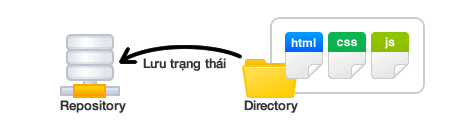 html css js
Lưu trạng thái
Repository Directory